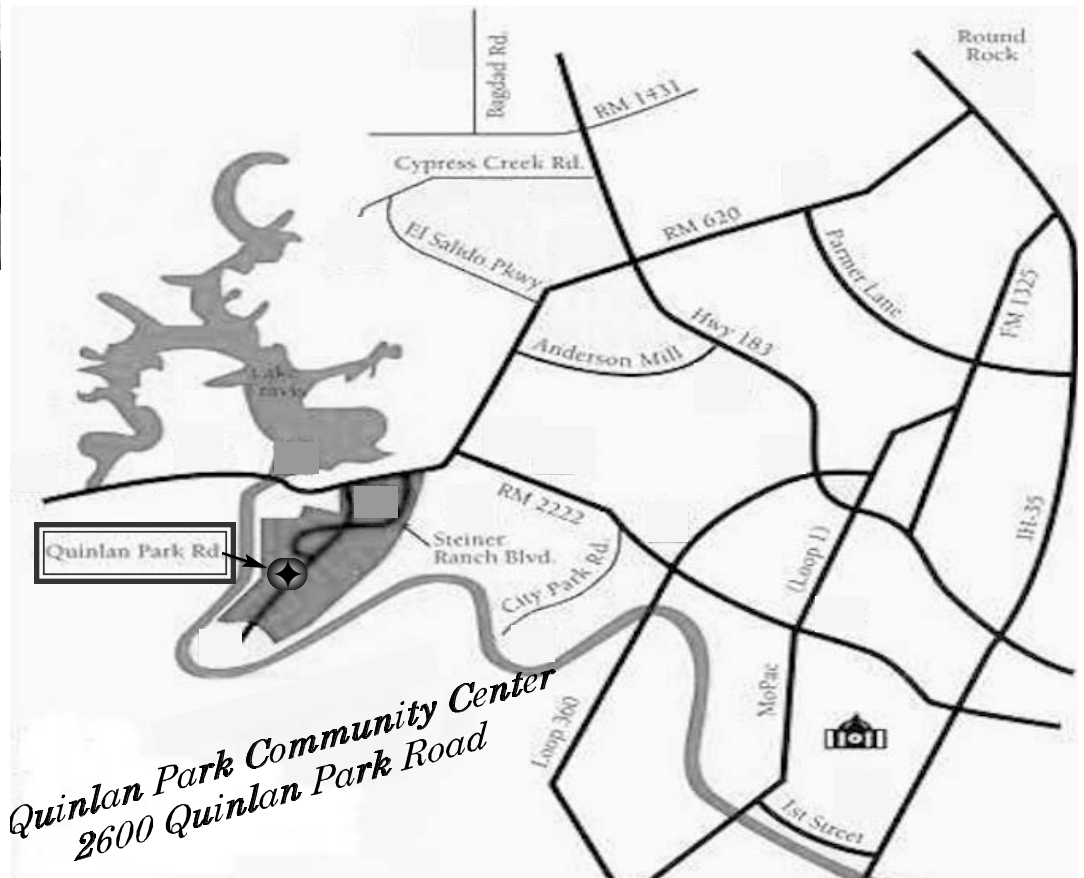 Round
Rock
Bagdad Rd.
RM 1431
Cypress Creek Rd.
RM 620
El Salido Pkwy
Parmer Lane
FM 1325
Hwy 183
Anderson Mill
Lake
Travis
RM 2222
IH-35
Steiner
Ranch Blvd.
Quinlan Park Rd.
City Park Rd.
(Loop 1)
MoPac
Loop 360
1st Street
Quinlan Park Community Center
2600 Quinlan Park Road